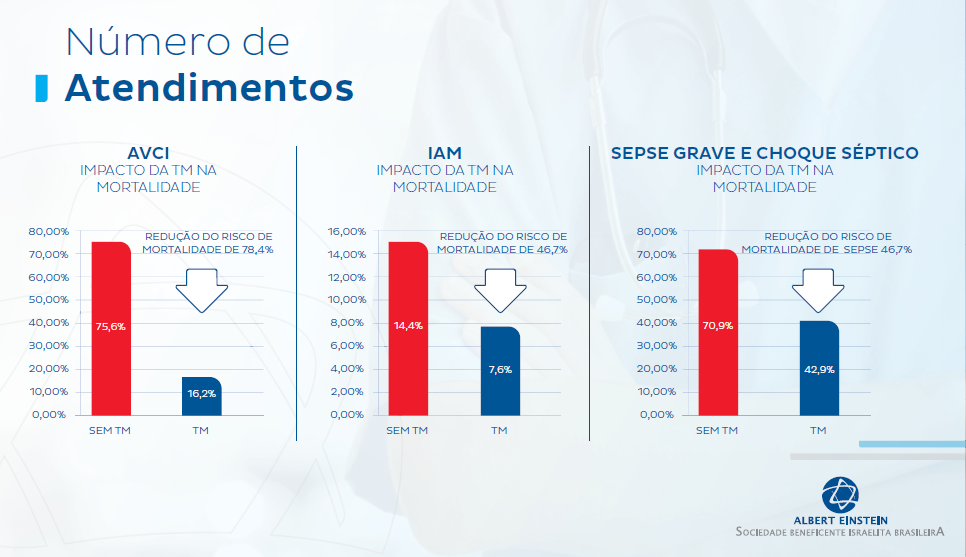 Número de
Atendimentos
AVCI
IMPACTO DA TM NA
MORTALIDADE
80,00%
70,00%
60,00%
50,00%
40,00%
30,00%
20,00%
10,00%
0,00%
REDUÇÃO DO RISCO DE
MORTALIDADE DE 78,4%
75,6%
16,2%
SEM TM
TM
IAM
IMPACTO DA TM NA
MORTALIDADE
16,00%
14,00%
12,00%
10,00%
8,00%
6,00%
4,00%
2,00%
0,00%
REDUÇÃO DO RISCO DE
MORTALIDADE DE 46,7%
14,4%
7,6%
SEM TM
TM
SEPSE GRAVE E CHOQUE SÉPTICO
IMPACTO DA TM NA
MORTALIDADE
80,00%
70,00%
60,00%
50,00%
40,00%
30,00%
20,00%
10,00%
0,00%
REDUÇÃO DO RISCO DE
MORTALIDADE DE SEPSE 46,7%
70,9%
42,9%
SEM TM
TM
ALBERT EINSTEIN
SOCIEDADE BENEFICENTE ISRAELITA BRASILEIRA